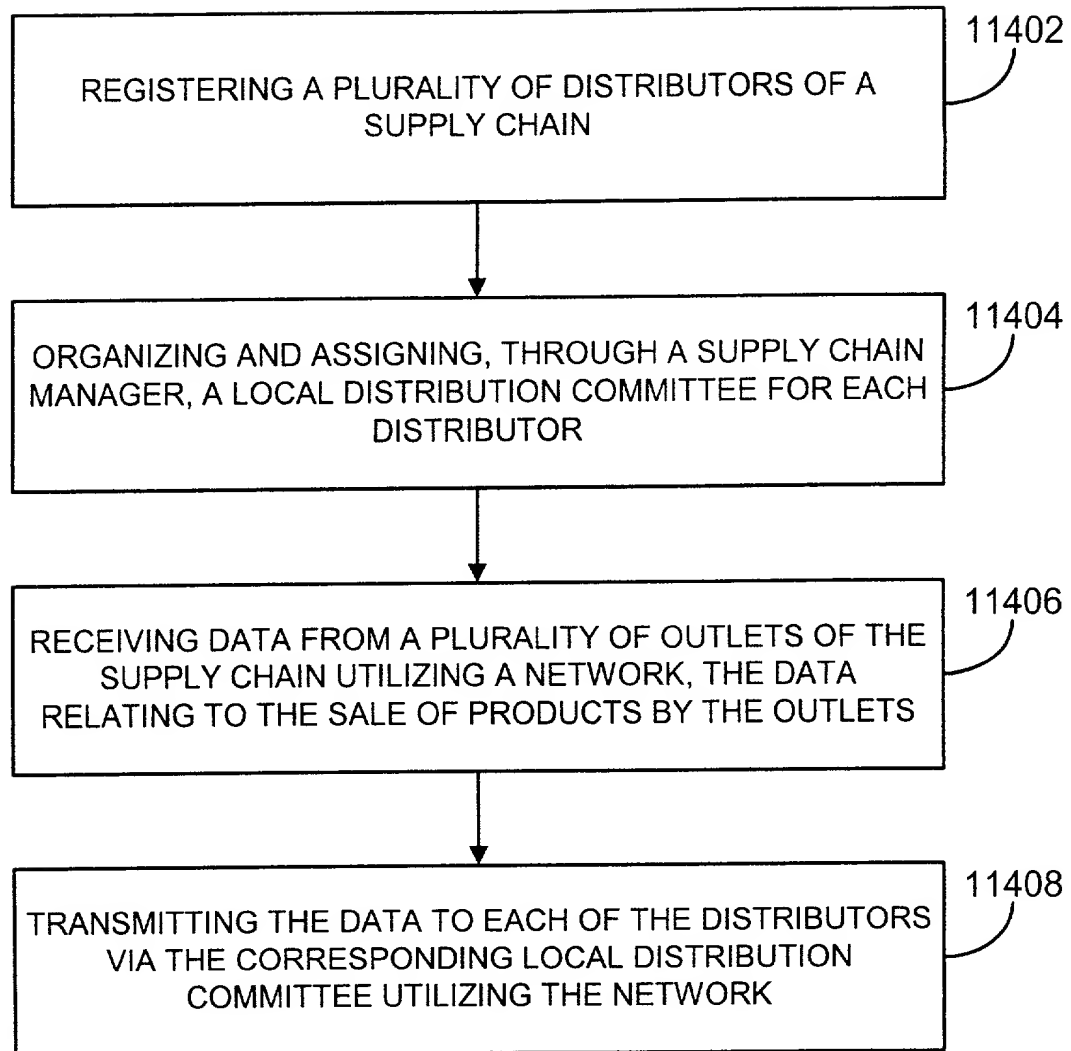 11402
REGISTERING A PLURALITY OF DISTRIBUTORS OF A
SUPPLY CHAIN
11404
ORGANIZING AND ASSIGNING, THROUGH A SUPPLY CHAIN
MANAGER, A LOCAL DISTRIBUTION COMMITTEE FOR EACH
DISTRIBUTOR
11406
RECEIVING DATA FROM A PLURALITY OF OUTLETS OF THE
SUPPLY CHAIN UTILIZING A NETWORK, THE DATA
RELATING TO THE SALE OF PRODUCTS BY THE OUTLETS
11408
TRANSMITTING THE DATA TO EACH OF THE DISTRIBUTORS
VIA THE CORRESPONDING LOCAL DISTRIBUTION
COMMITTEE UTILIZING THE NETWORK